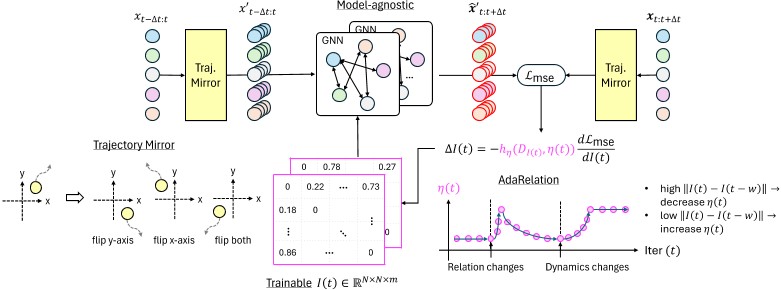 x_{t−Δt:t}
x′_{t−Δt:t}
Model-agnostic
x̂′_{t:t+Δt}
x_{t:t+Δt}
Traj.
Mirror
GNN
GNN
...
ℒ_mse
Traj.
Mirror
Trajectory Mirror
y
x
y
x
flip y-axis
y
x
flip x-axis
y
x
flip both
0 0.78 0.27
0
0 0.22 ⋯ 0.73
0.18 0
⋮ ⋱ ⋮
0.86 ⋯ 0
Trainable I(t) ∈ ℝ^{N×N×m}
ΔI(t) = −h_η(D_{I(t)}, η(t)) dℒ_mse / dI(t)
AdaRelation
η(t)
Iter (t)
Relation changes
Dynamics changes
• high ‖I(t) − I(t − w)‖ →
decrease η(t)
• low ‖I(t) − I(t − w)‖ →
increase η(t)